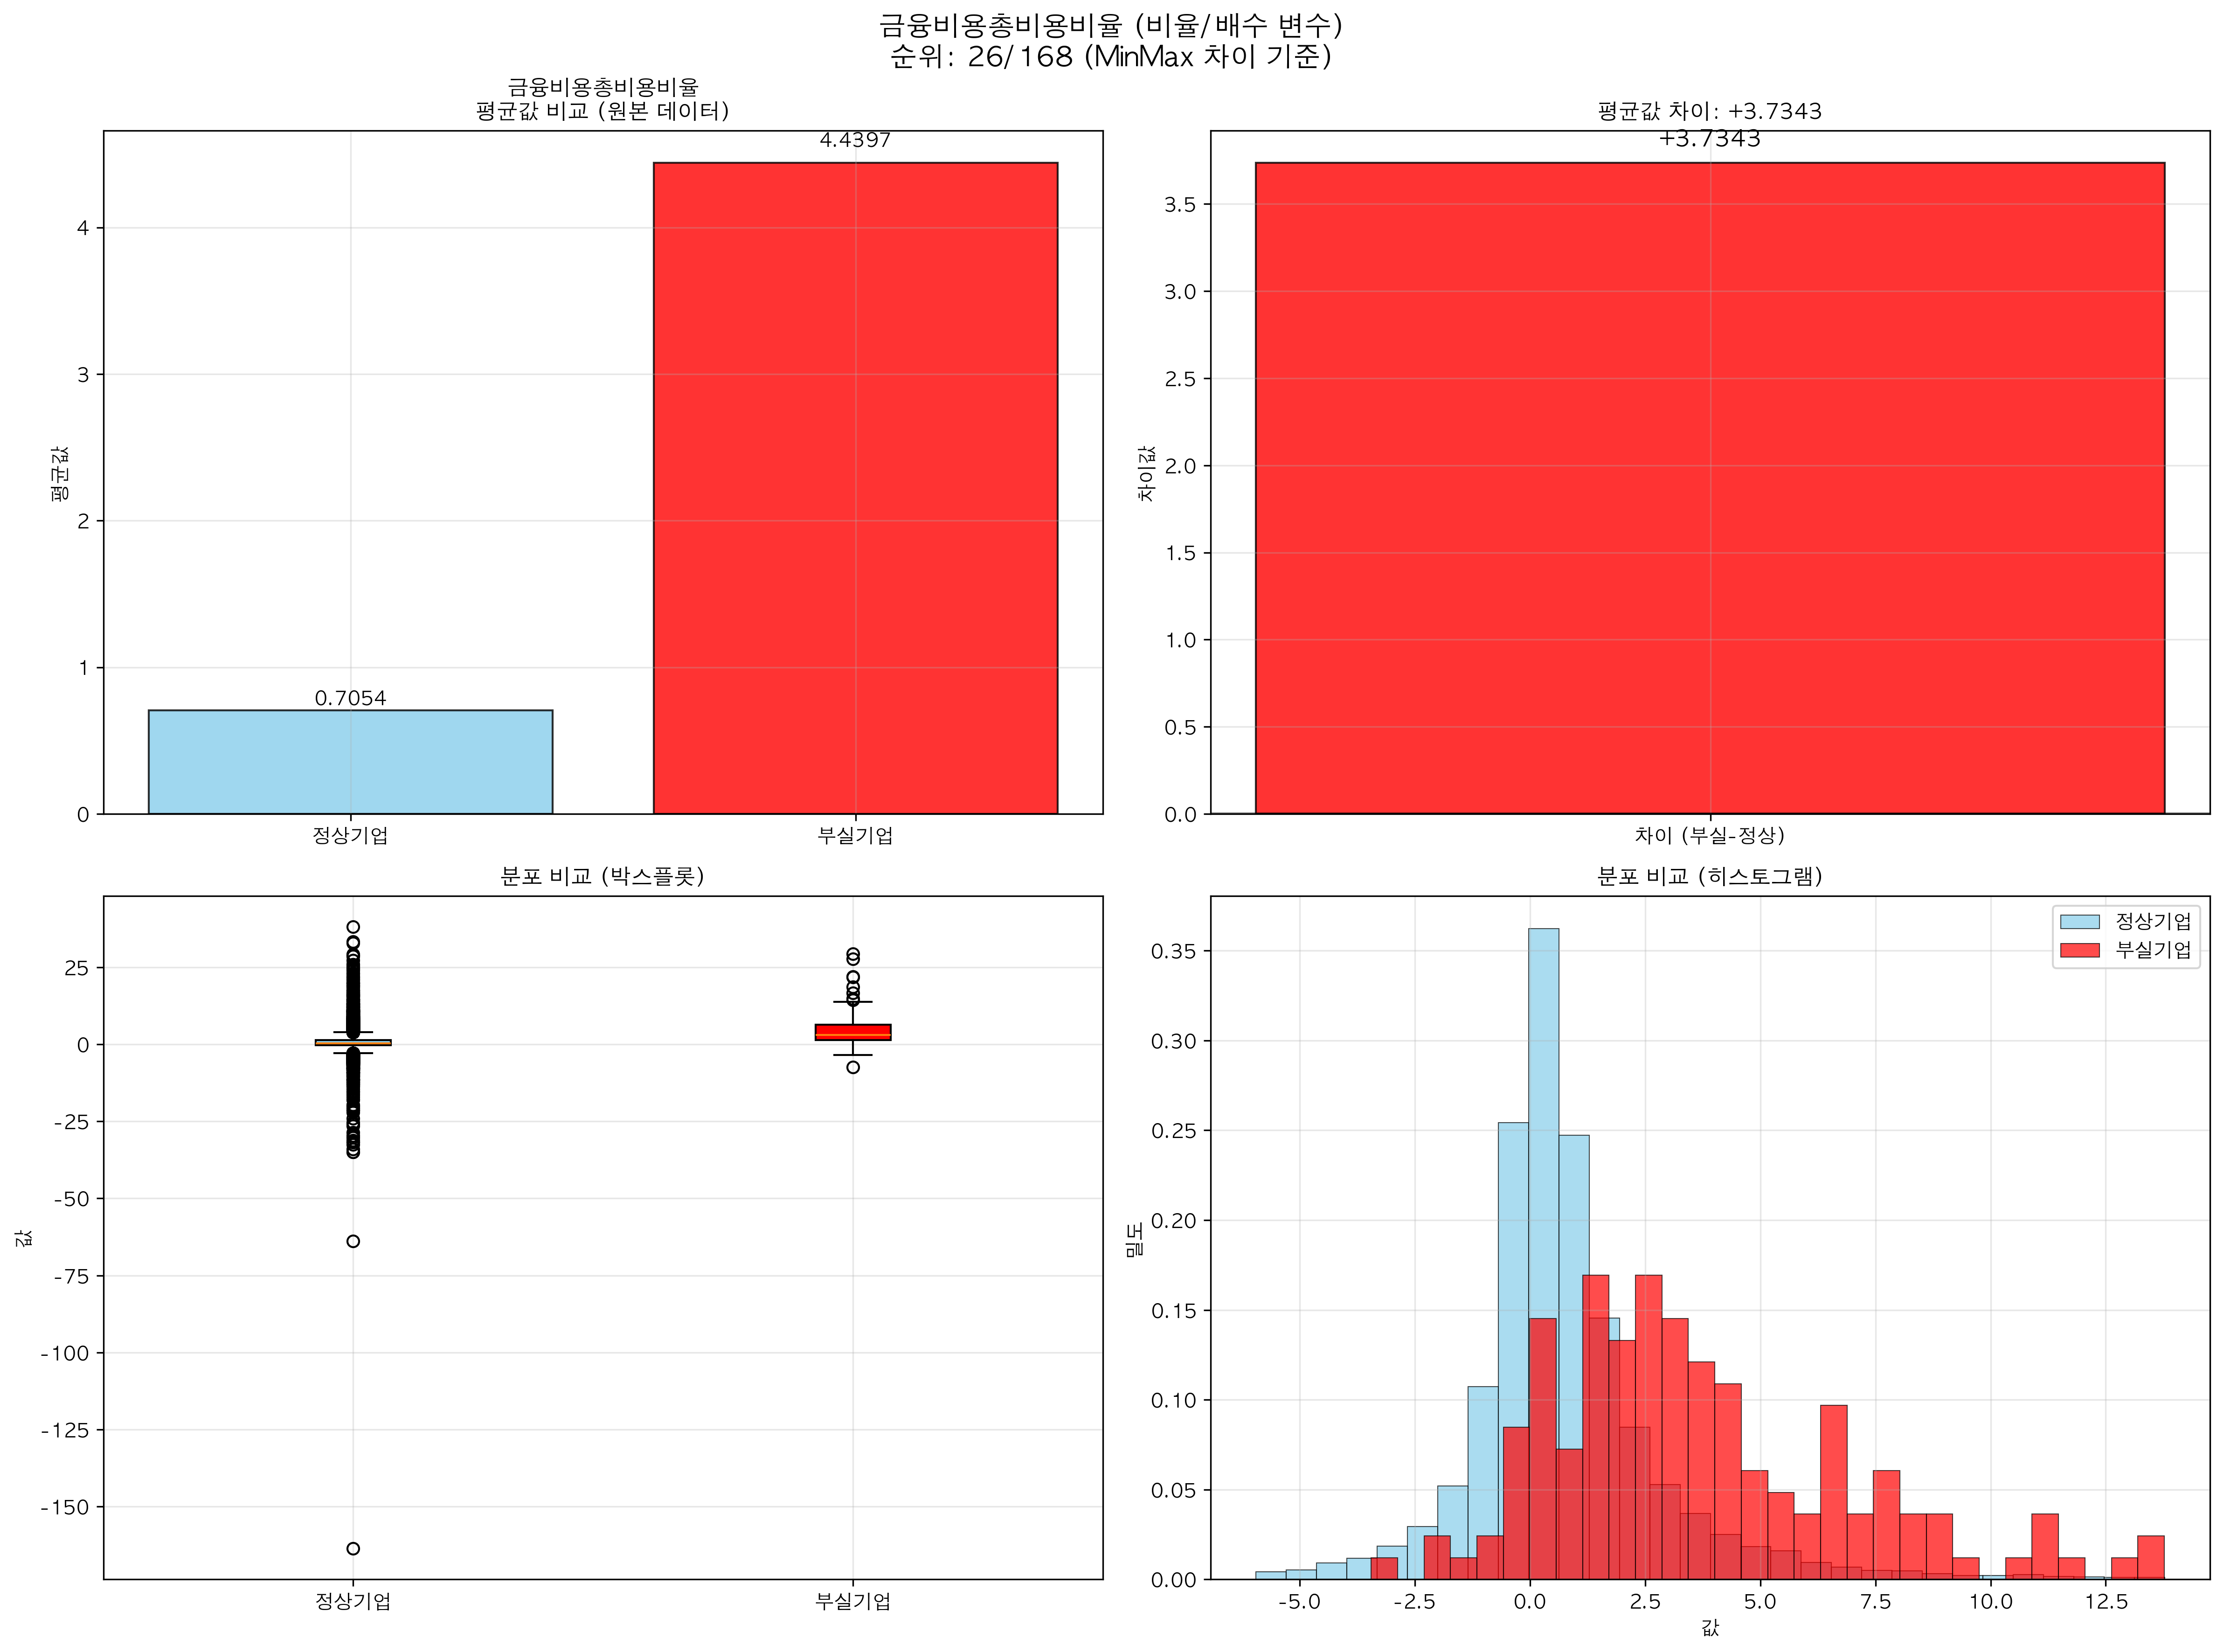 금융비용총비용비율 (비율/배수 변수)
순위: 26/168 (MinMax 차이 기준)
금융비용총비용비율
평균값 비교 (원본 데이터)
평균값
4
3
2
1
0
0.7054
4.4397
정상기업
부실기업
평균값 차이: +3.7343
+3.7343
차이값
3.5
3.0
2.5
2.0
1.5
1.0
0.5
0.0
차이 (부실-정상)
분포 비교 (박스플롯)
값
25
0
-25
-50
-75
-100
-125
-150
정상기업
부실기업
분포 비교 (히스토그램)
정상기업
부실기업
밀도
0.35
0.30
0.25
0.20
0.15
0.10
0.05
0.00
-5.0
-2.5
0.0
2.5
5.0
7.5
10.0
12.5
값